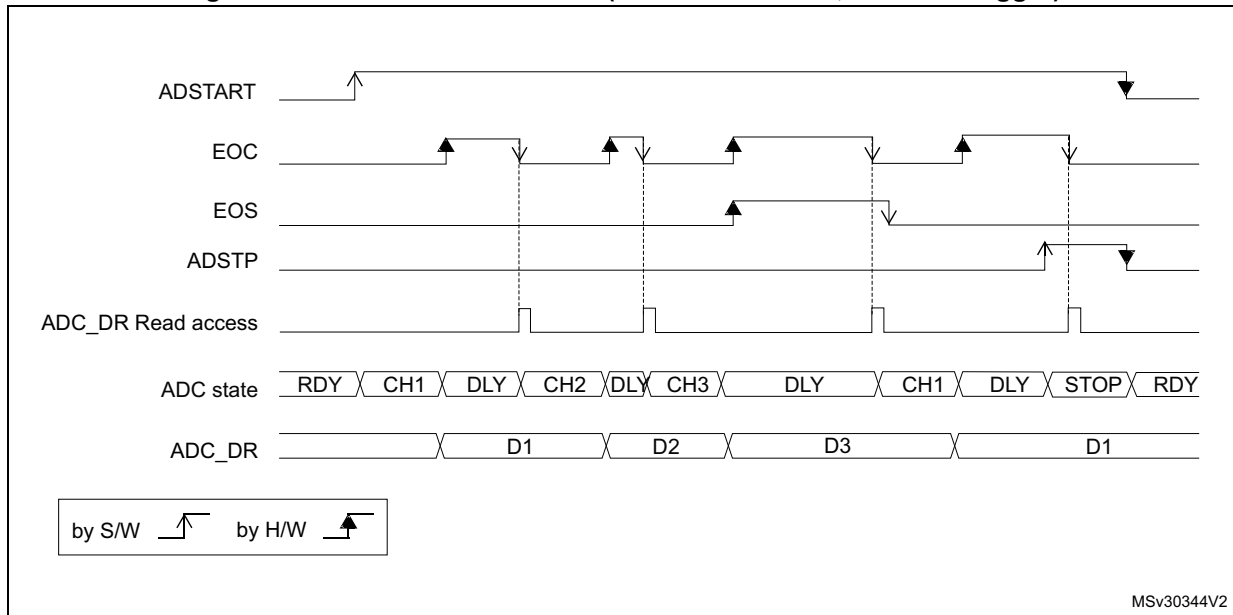 ADSTART
EOC
EOS
ADSTP
ADC_DR Read access
ADC state RDY CH1 DLY CH2 DLY CH3 DLY CH1 DLY STOP RDY
ADC_DR D1 D2 D3 D1
by S/W by H/W
MSv30344V2